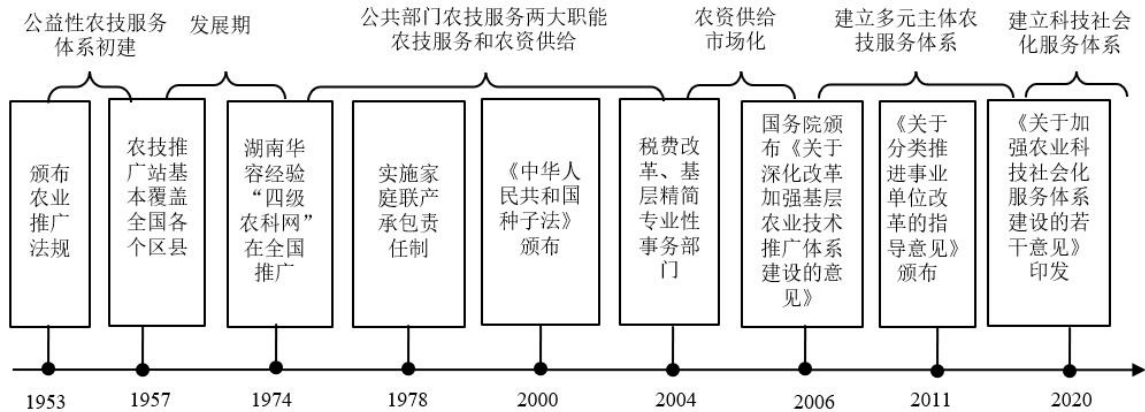 公益性农技服务
体系初建
发展期
公共部门农技服务两大职能
农技服务和农资供给
农资供给
市场化
建立多元主体农
技服务体系
建立科技社会
化服务体系
颁布
农业
推广
法规
农技推
广站基
本覆盖
全国各
个区县
湖南华
容经验
“四级
农科网”
在全国
推广
实施家
庭联产
承包责
任制
《中华人
民共和国
种子法》
颁布
税费改
革、基
层精简
专业性
事务部
门
国务院颁
布《关于
深化改革
加强基层
农业技术
推广体系
建设的意
见》
《关于
分类推
进事业
单位改
革的指
导意见》
颁布
《关于加
强农业科
技社会化
服务体系
建设的若
干意见》
印发
1953
1957
1974
1978
2000
2004
2006
2011
2020